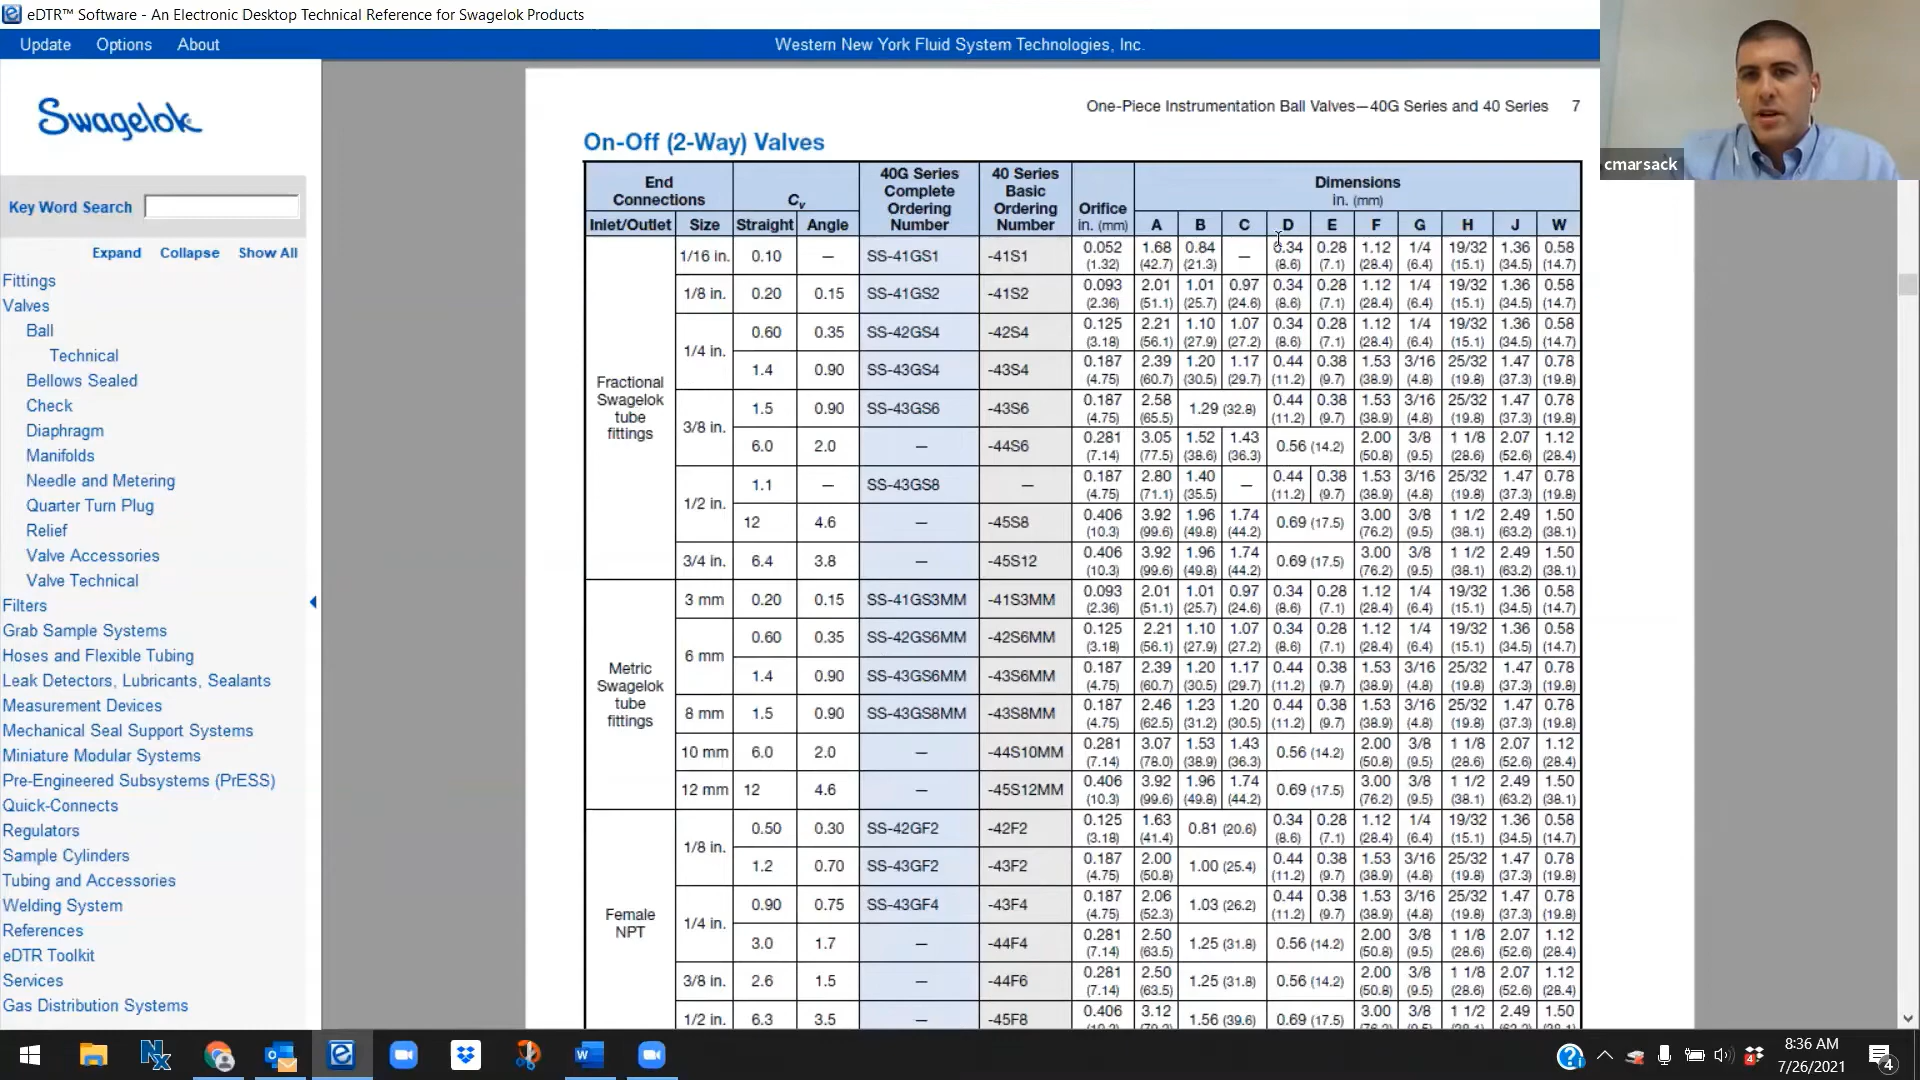 eDTR™ Software - An Electronic Desktop Technical Reference for Swagelok Products
Update Options About
Western New York Fluid System Technologies, Inc.
cmarsack
Swagelok
Key Word Search
Expand Collapse Show All
Fittings
Valves
Ball
Technical
Bellows Sealed
Check
Diaphragm
Manifolds
Needle and Metering
Quarter Turn Plug
Relief
Valve Accessories
Valve Technical
Filters
Grab Sample Systems
Hoses and Flexible Tubing
Leak Detectors, Lubricants, Sealants
Measurement Devices
Mechanical Seal Support Systems
Miniature Modular Systems
Pre-Engineered Subsystems (PrESS)
Quick-Connects
Regulators
Sample Cylinders
Tubing and Accessories
Welding System
References
eDTR Toolkit
Services
Gas Distribution Systems
One-Piece Instrumentation Ball Valves—40G Series and 40 Series 7
On-Off (2-Way) Valves
End Connections Cv 40G Series Complete Ordering Number 40 Series Basic Ordering Number Orifice in. (mm) Dimensions in. (mm)
Inlet/Outlet Size Straight Angle A B C D E F G H J W
Fractional Swagelok tube fittings
1/16 in. 0.10 — SS-41GS1 -41S1 0.052 (1.32) 1.68 (42.7) 0.84 (21.3) — 0.34 (8.6) 0.28 (7.1) 1.12 (28.4) 1/4 (6.4) 19/32 (15.1) 1.36 (34.5) 0.58 (14.7)
1/8 in. 0.20 0.15 SS-41GS2 -41S2 0.093 (2.36) 2.01 (51.1) 1.01 (25.7) 0.97 (24.6) 0.34 (8.6) 0.28 (7.1) 1.12 (28.4) 1/4 (6.4) 19/32 (15.1) 1.36 (34.5) 0.58 (14.7)
1/4 in. 0.60 0.35 SS-42GS4 -42S4 0.125 (3.18) 2.21 (56.1) 1.10 (27.9) 1.07 (27.2) 0.34 (8.6) 0.28 (7.1) 1.12 (28.4) 1/4 (6.4) 19/32 (15.1) 1.36 (34.5) 0.58 (14.7)
1.4 0.90 SS-43GS4 -43S4 0.187 (4.75) 2.39 (60.7) 1.20 (30.5) 1.17 (29.7) 0.44 (11.2) 0.38 (9.7) 1.53 (38.9) 3/16 (4.8) 25/32 (19.8) 1.47 (37.3) 0.78 (19.8)
3/8 in. 1.5 0.90 SS-43GS6 -43S6 0.187 (4.75) 2.58 (65.5) 1.29 (32.8) 0.44 (11.2) 0.38 (9.7) 1.53 (38.9) 3/16 (4.8) 25/32 (19.8) 1.47 (37.3) 0.78 (19.8)
6.0 2.0 — -44S6 0.281 (7.14) 3.05 (77.5) 1.52 (38.6) 1.43 (36.3) 0.56 (14.2) 2.00 (50.8) 3/8 (9.5) 1 1/8 (28.6) 2.07 (52.6) 1.12 (28.4)
1/2 in. 1.1 — SS-43GS8 — 0.187 (4.75) 2.80 (71.1) 1.40 (35.5) — 0.44 (11.2) 0.38 (9.7) 1.53 (38.9) 3/16 (4.8) 25/32 (19.8) 1.47 (37.3) 0.78 (19.8)
12 4.6 — -45S8 0.406 (10.3) 3.92 (99.6) 1.96 (49.8) 1.74 (44.2) 0.69 (17.5) 3.00 (76.2) 3/8 (9.5) 1 1/2 (38.1) 2.49 (63.2) 1.50 (38.1)
3/4 in. 6.4 3.8 — -45S12 0.406 (10.3) 3.92 (99.6) 1.96 (49.8) 1.74 (44.2) 0.69 (17.5) 3.00 (76.2) 3/8 (9.5) 1 1/2 (38.1) 2.49 (63.2) 1.50 (38.1)
Metric Swagelok tube fittings
3 mm 0.20 0.15 SS-41GS3MM -41S3MM 0.093 (2.36) 2.01 (51.1) 1.01 (25.7) 0.97 (24.6) 0.34 (8.6) 0.28 (7.1) 1.12 (28.4) 1/4 (6.4) 19/32 (15.1) 1.36 (34.5) 0.58 (14.7)
6 mm 0.60 0.35 SS-42GS6MM -42S6MM 0.125 (3.18) 2.21 (56.1) 1.10 (27.9) 1.07 (27.2) 0.34 (8.6) 0.28 (7.1) 1.12 (28.4) 1/4 (6.4) 19/32 (15.1) 1.36 (34.5) 0.58 (14.7)
1.4 0.90 SS-43GS6MM -43S6MM 0.187 (4.75) 2.39 (60.7) 1.20 (30.5) 1.17 (29.7) 0.44 (11.2) 0.38 (9.7) 1.53 (38.9) 3/16 (4.8) 25/32 (19.8) 1.47 (37.3) 0.78 (19.8)
8 mm 1.5 0.90 SS-43GS8MM -43S8MM 0.187 (4.75) 2.46 (62.5) 1.23 (31.2) 1.20 (30.5) 0.44 (11.2) 0.38 (9.7) 1.53 (38.9) 3/16 (4.8) 25/32 (19.8) 1.47 (37.3) 0.78 (19.8)
10 mm 6.0 2.0 — -44S10MM 0.281 (7.14) 3.07 (78.0) 1.53 (38.9) 1.43 (36.3) 0.56 (14.2) 2.00 (50.8) 3/8 (9.5) 1 1/8 (28.6) 2.07 (52.6) 1.12 (28.4)
12 mm 12 4.6 — -45S12MM 0.406 (10.3) 3.92 (99.6) 1.96 (49.8) 1.74 (44.2) 0.69 (17.5) 3.00 (76.2) 3/8 (9.5) 1 1/2 (38.1) 2.49 (63.2) 1.50 (38.1)
Female NPT
1/8 in. 0.50 0.30 SS-42GF2 -42F2 0.125 (3.18) 1.63 (41.4) 0.81 (20.6) 0.34 (8.6) 0.28 (7.1) 1.12 (28.4) 1/4 (6.4) 19/32 (15.1) 1.36 (34.5) 0.58 (14.7)
1.2 0.70 SS-43GF2 -43F2 0.187 (4.75) 2.00 (50.8) 1.00 (25.4) 0.44 (11.2) 0.38 (9.7) 1.53 (38.9) 3/16 (4.8) 25/32 (19.8) 1.47 (37.3) 0.78 (19.8)
1/4 in. 0.90 0.75 SS-43GF4 -43F4 0.187 (4.75) 2.06 (52.3) 1.03 (26.2) 0.44 (11.2) 0.38 (9.7) 1.53 (38.9) 3/16 (4.8) 25/32 (19.8) 1.47 (37.3) 0.78 (19.8)
3.0 1.7 — -44F4 0.281 (7.14) 2.50 (63.5) 1.25 (31.8) 0.56 (14.2) 2.00 (50.8) 3/8 (9.5) 1 1/8 (28.6) 2.07 (52.6) 1.12 (28.4)
3/8 in. 2.6 1.5 — -44F6 0.281 (7.14) 2.50 (63.5) 1.25 (31.8) 0.56 (14.2) 2.00 (50.8) 3/8 (9.5) 1 1/8 (28.6) 2.07 (52.6) 1.12 (28.4)
1/2 in. 6.3 3.5 — -45F8 0.406 3.12 1.56 (39.6) 0.69 (17.5) 3.00 3/8 1 1/2 2.49 1.50
8:36 AM
7/26/2021
4